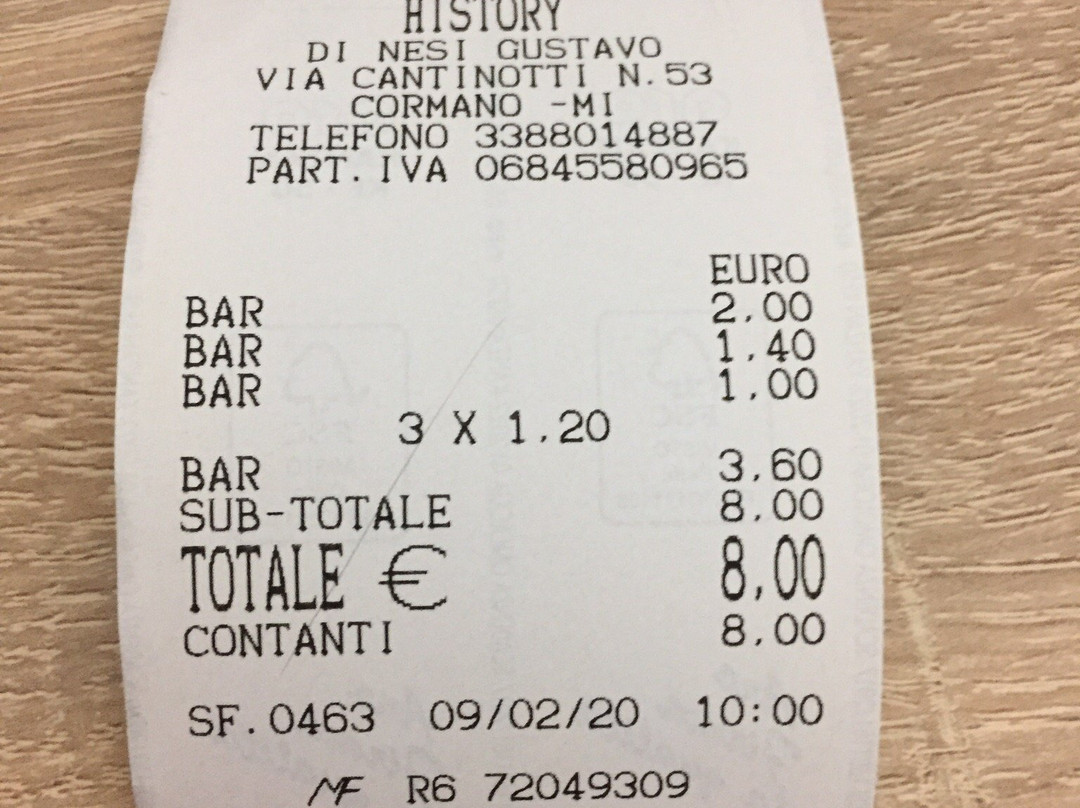 HISTORY
DI NESI GUSTAVO
VIA CANTINOTTI N.53
CORMANO -MI
TELEFONO 3388014887
PART. IVA 06845580965
EURO
BAR 2,00
BAR 1,40
BAR 1,00
3 X 1,20
BAR 3,60
SUB-TOTALE 8,00
TOTALE € 8,00
CONTANTI 8,00
SF.0463 09/02/20 10:00
MF R6 72049309